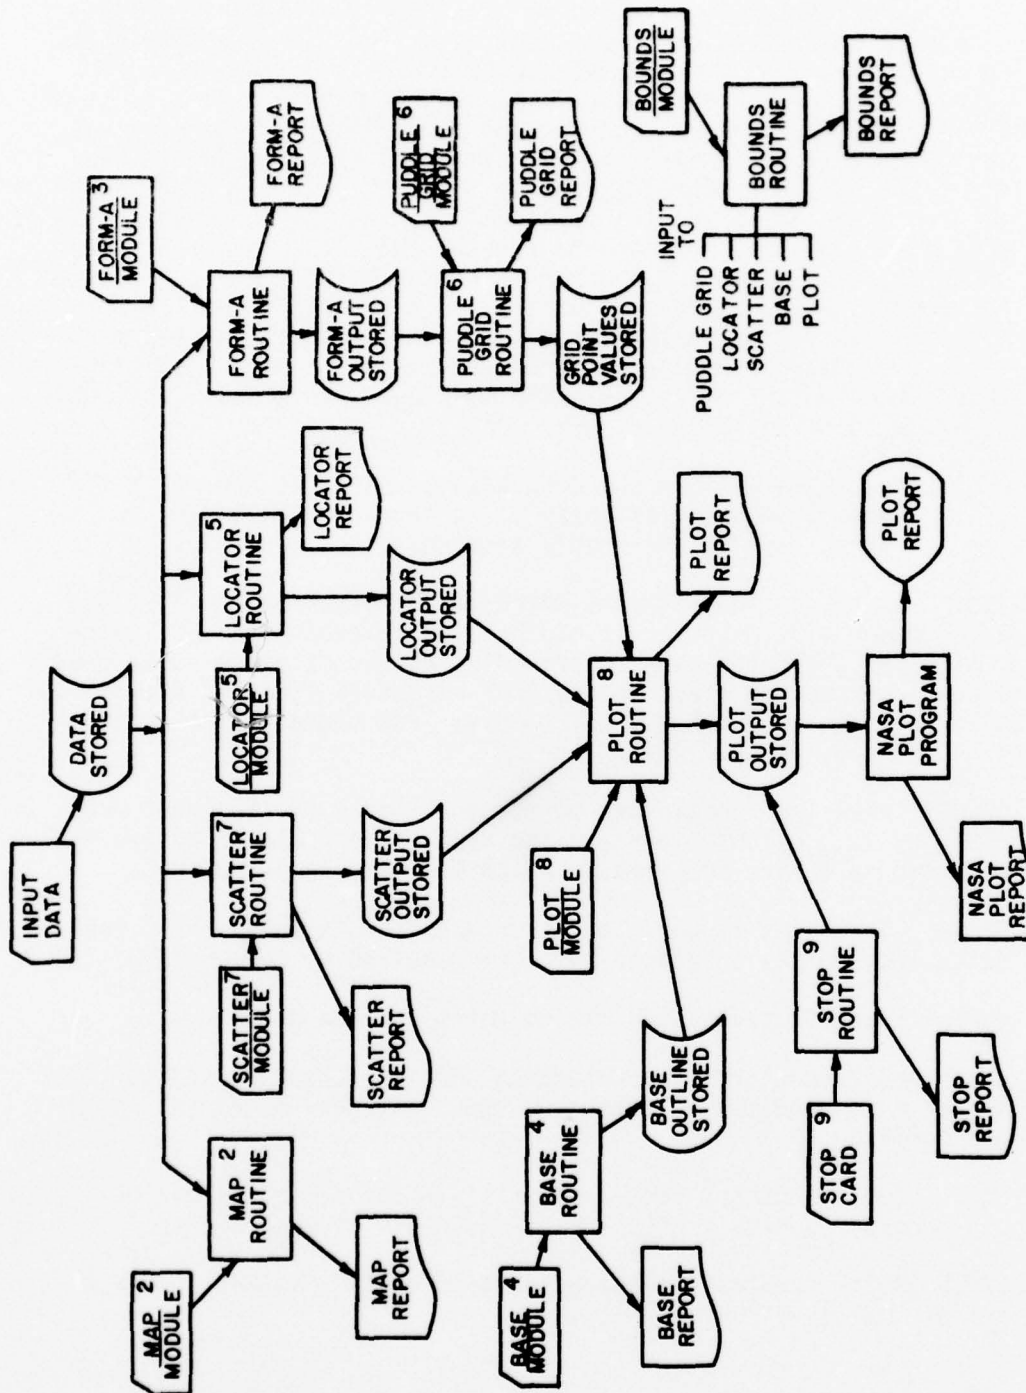 INPUT
DATA
DATA
STORED
MAP 2
MODULE
2
MAP
ROUTINE
MAP
REPORT
SCATTER 7
MODULE
7
SCATTER
ROUTINE
SCATTER
REPORT
SCATTER
OUTPUT
STORED
LOCATOR 5
MODULE
5
LOCATOR
ROUTINE
LOCATOR
REPORT
LOCATOR
OUTPUT
STORED
FORM-A 3
MODULE
FORM-A
ROUTINE
FORM-A
REPORT
FORM-A
OUTPUT
STORED
PUDDLE 6
GRID
MODULE
6
PUDDLE
GRID
ROUTINE
PUDDLE
GRID
REPORT
GRID
POINT
VALUES
STORED
BASE 4
MODULE
4
BASE
ROUTINE
BASE
REPORT
BASE
OUTLINE
STORED
8
PLOT
MODULE
8
PLOT
ROUTINE
PLOT
REPORT
PLOT
OUTPUT
STORED
9
STOP
CARD
9
STOP
ROUTINE
STOP
REPORT
NASA
PLOT
PROGRAM
NASA
PLOT
REPORT
PLOT
REPORT
BOUNDS
MODULE
BOUNDS
ROUTINE
BOUNDS
REPORT
INPUT
TO
PUDDLE GRID
LOCATOR
SCATTER
BASE
PLOT